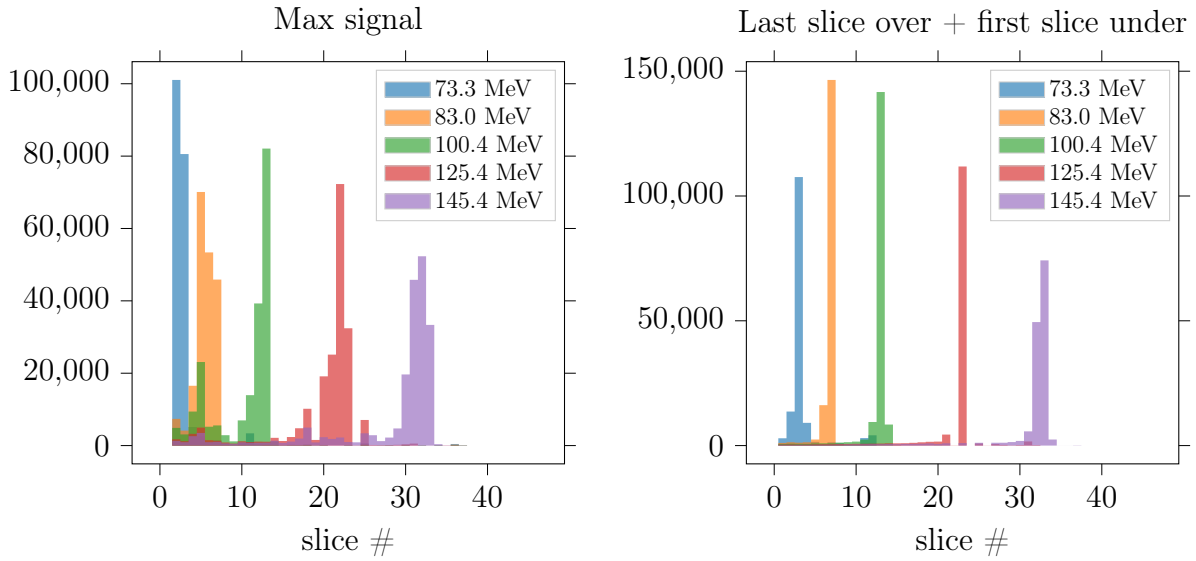 Max signal
100,000
80,000
60,000
40,000
20,000
0
0 10 20 30 40
slice #
73.3 MeV
83.0 MeV
100.4 MeV
125.4 MeV
145.4 MeV
Last slice over + first slice under
150,000
100,000
50,000
0
0 10 20 30 40
slice #
73.3 MeV
83.0 MeV
100.4 MeV
125.4 MeV
145.4 MeV